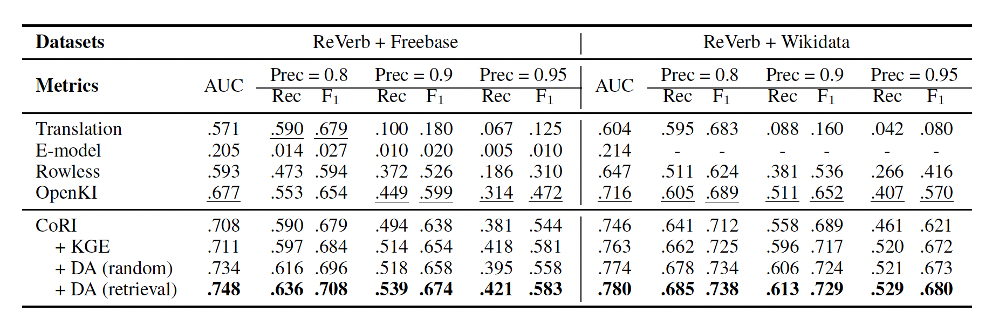 Datasets ReVerb + Freebase ReVerb + Wikidata
Metrics AUC Prec = 0.8 Prec = 0.9 Prec = 0.95 AUC Prec = 0.8 Prec = 0.9 Prec = 0.95
Rec F1 Rec F1 Rec F1 Rec F1 Rec F1 Rec F1
Translation .571 .590 .679 .100 .180 .067 .125 .604 .595 .683 .088 .160 .042 .080
E-model .205 .014 .027 .010 .020 .005 .010 .214 - - - - - -
Rowless .593 .473 .594 .372 .526 .186 .310 .647 .511 .624 .381 .536 .266 .416
OpenKI .677 .553 .654 .449 .599 .314 .472 .716 .605 .689 .511 .652 .407 .570
CoRI .708 .590 .679 .494 .638 .381 .544 .746 .641 .712 .558 .689 .461 .621
+ KGE .711 .597 .684 .514 .654 .418 .581 .763 .662 .725 .596 .717 .520 .672
+ DA (random) .734 .616 .696 .518 .658 .395 .558 .774 .678 .734 .606 .724 .521 .673
+ DA (retrieval) .748 .636 .708 .539 .674 .421 .583 .780 .685 .738 .613 .729 .529 .680